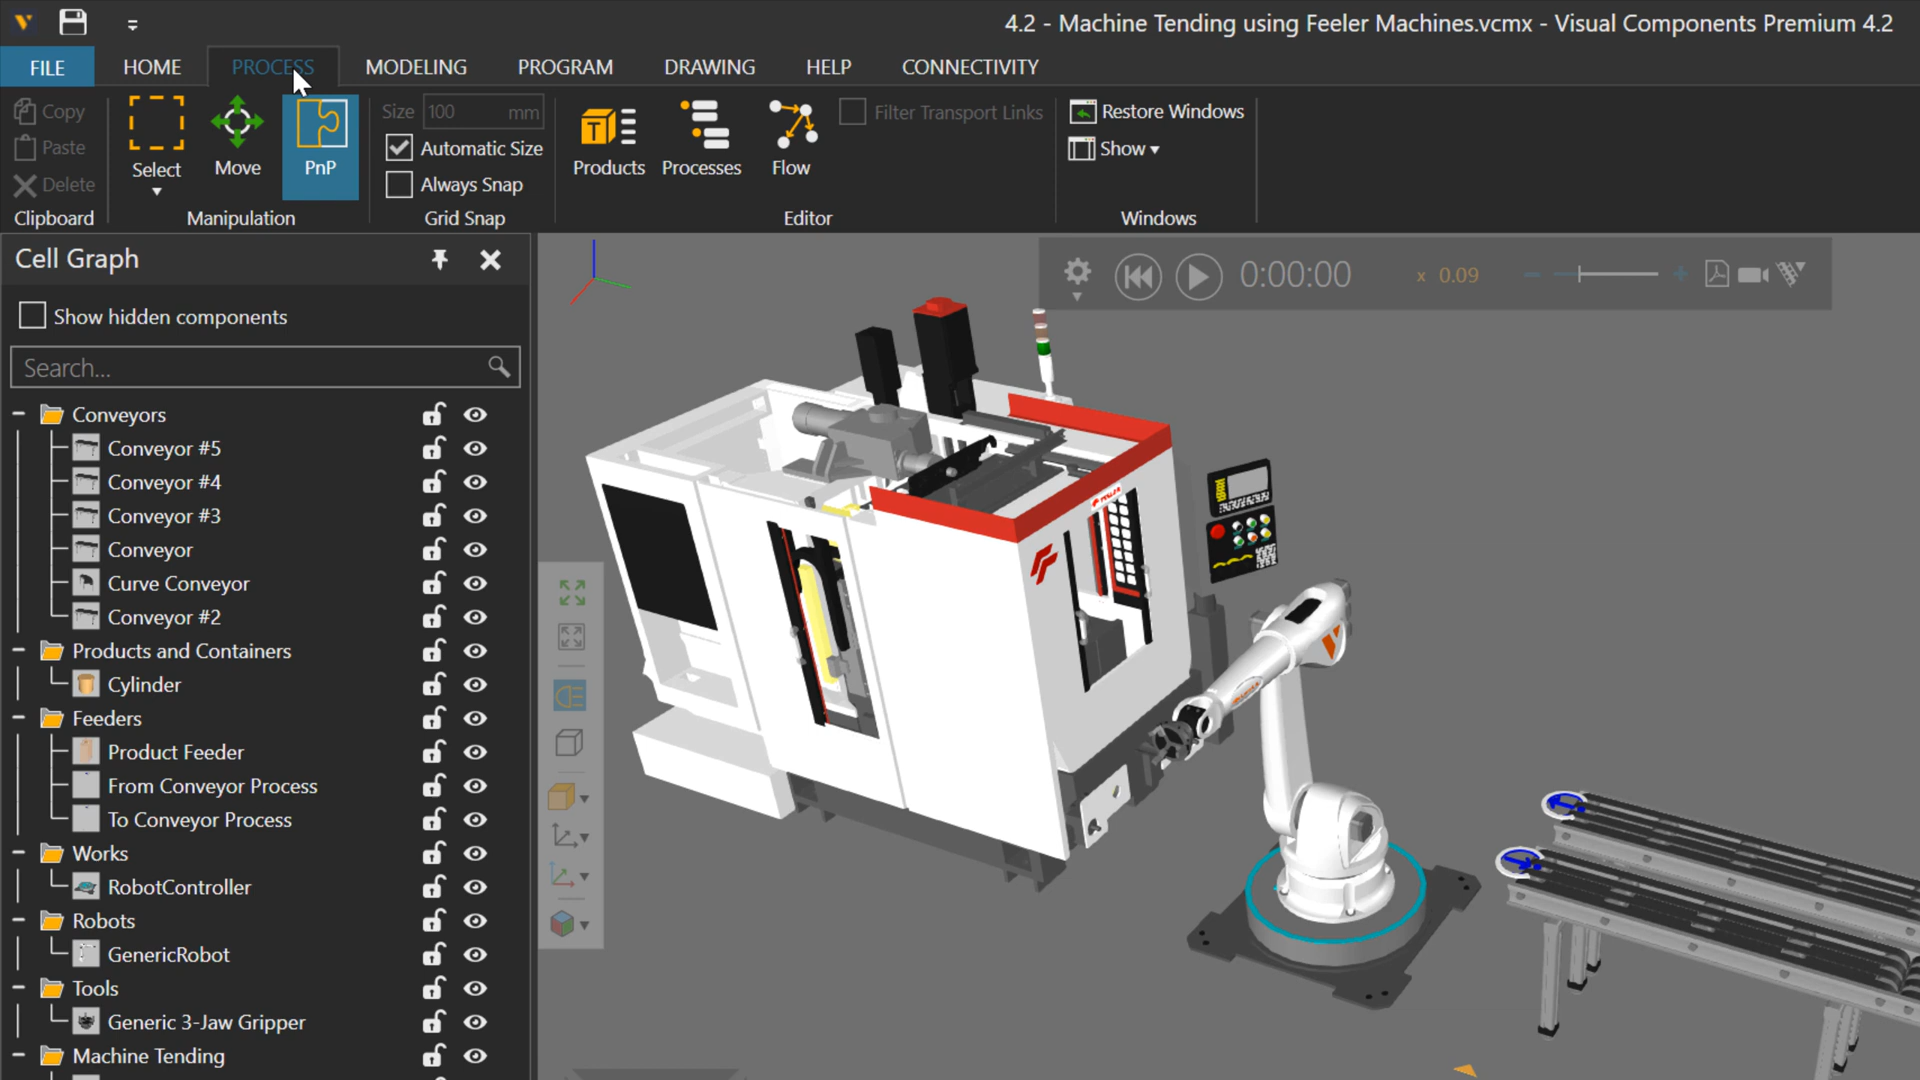 4.2 - Machine Tending using Feeler Machines.vcmx - Visual Components Premium 4.2
FILE HOME PROCESS MODELING PROGRAM DRAWING HELP CONNECTIVITY
Copy
Paste
Delete
Clipboard
Select
Move
PnP
Manipulation
Size 100 mm
Automatic Size
Always Snap
Grid Snap
Products
Processes
Flow
Filter Transport Links
Editor
Restore Windows
Show
Windows
Cell Graph
Show hidden components
Search...
Conveyors
Conveyor #5
Conveyor #4
Conveyor #3
Conveyor
Curve Conveyor
Conveyor #2
Products and Containers
Cylinder
Feeders
Product Feeder
From Conveyor Process
To Conveyor Process
Works
RobotController
Robots
GenericRobot
Tools
Generic 3-Jaw Gripper
Machine Tending
0:00:00
x 0.09